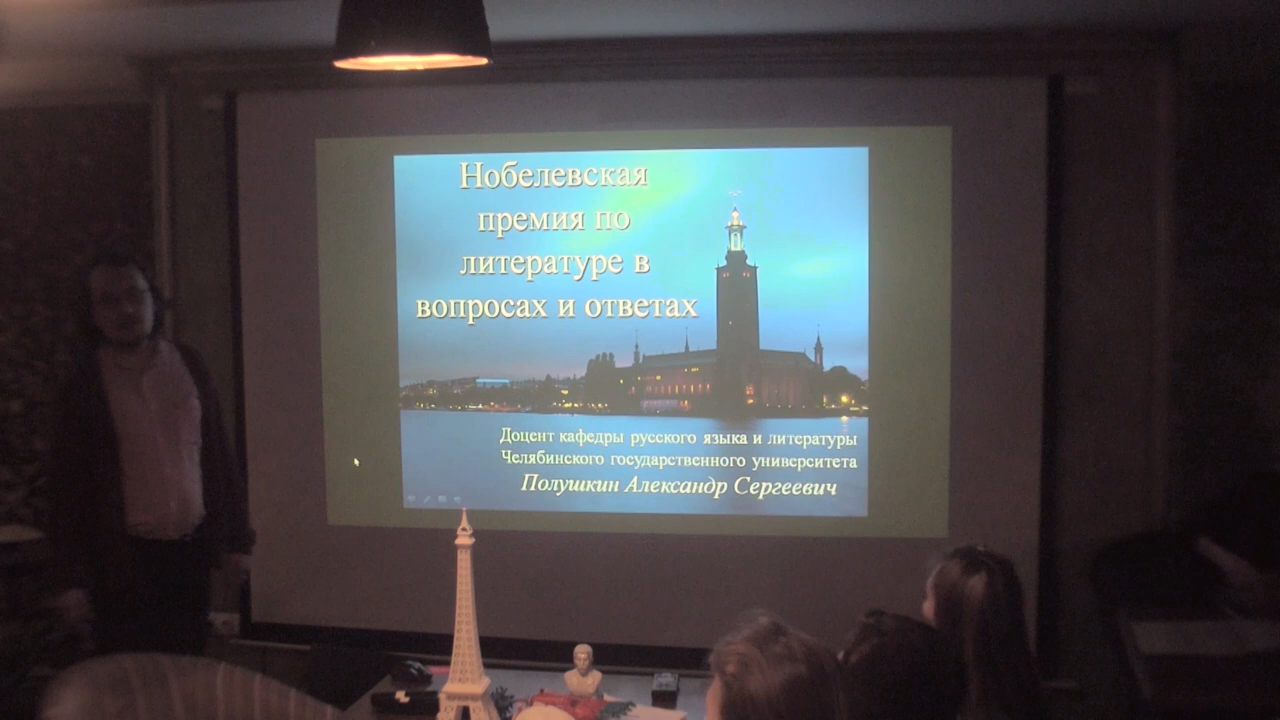 Нобелевская
премия по
литературе в
вопросах и ответах
Доцент кафедры русского языка и литературы
Челябинского государственного университета
Полушкин Александр Сергеевич